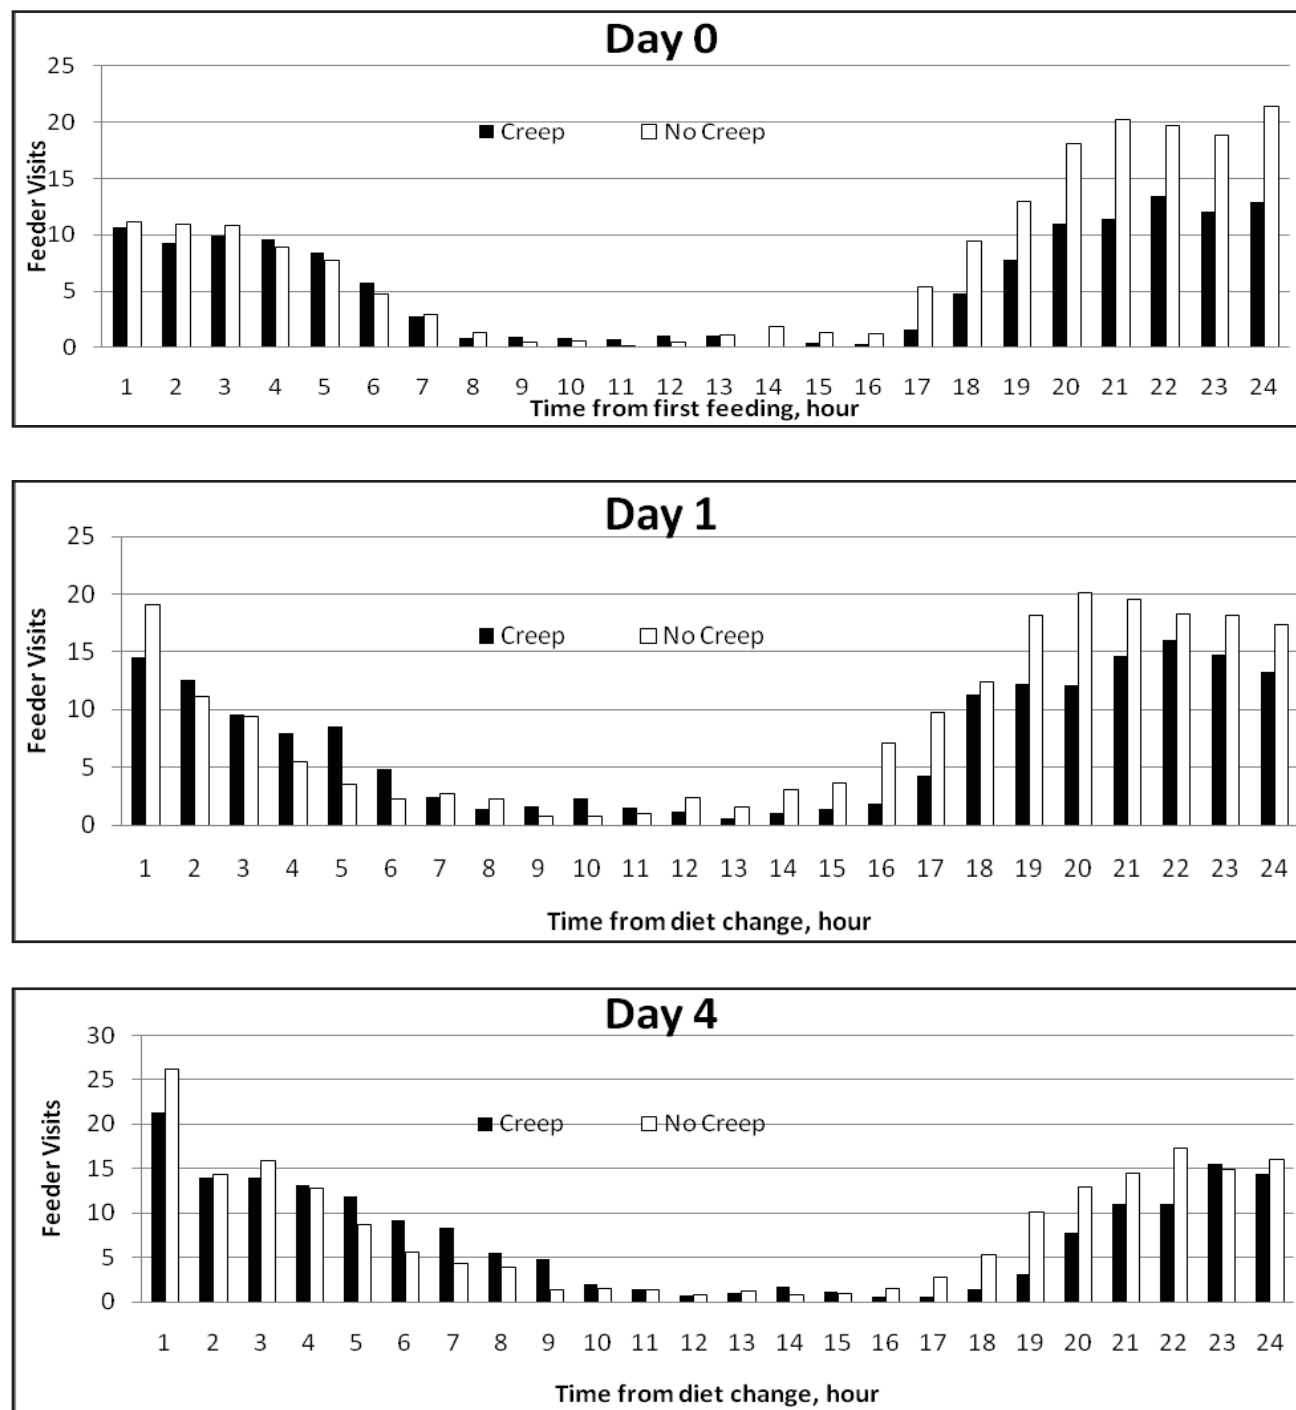 Day 0
25
20
15
10
5
0
Feeder Visits
Creep No Creep
1 2 3 4 5 6 7 8 9 10 11 12 13 14 15 16 17 18 19 20 21 22 23 24
Time from first feeding, hour
Day 1
25
20
15
10
5
0
Feeder Visits
Creep No Creep
1 2 3 4 5 6 7 8 9 10 11 12 13 14 15 16 17 18 19 20 21 22 23 24
Time from diet change, hour
Day 4
30
25
20
15
10
5
0
Feeder Visits
Creep No Creep
1 2 3 4 5 6 7 8 9 10 11 12 13 14 15 16 17 18 19 20 21 22 23 24
Time from diet change, hour